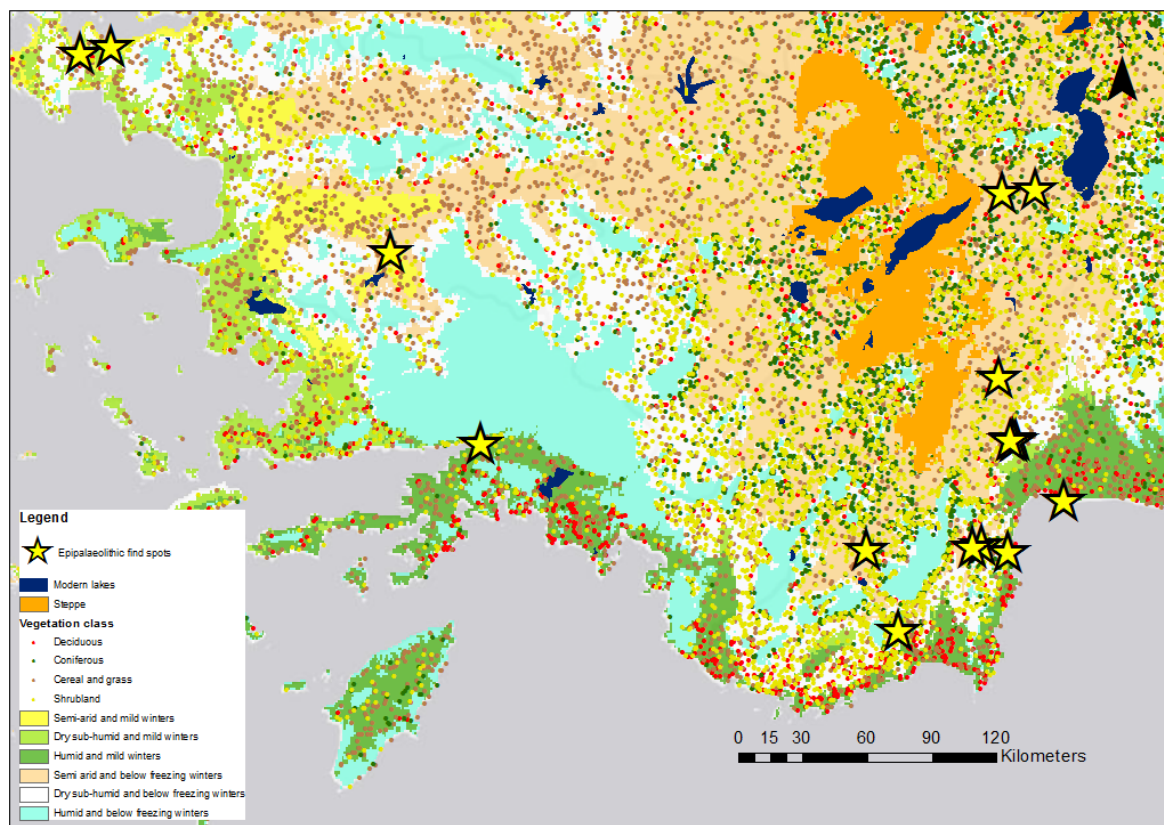 Legend
Epipalaeolithic find spots
Modern lakes
Steppe
Vegetation class
Deciduous
Coniferous
Cereal and grass
Shrubland
Semi-arid and mild winters
Dry sub-humid and mild winters
Humid and mild winters
Semi arid and below freezing winters
Dry sub-humid and below freezing winters
Humid and below freezing winters
0 15 30 60 90 120
Kilometers